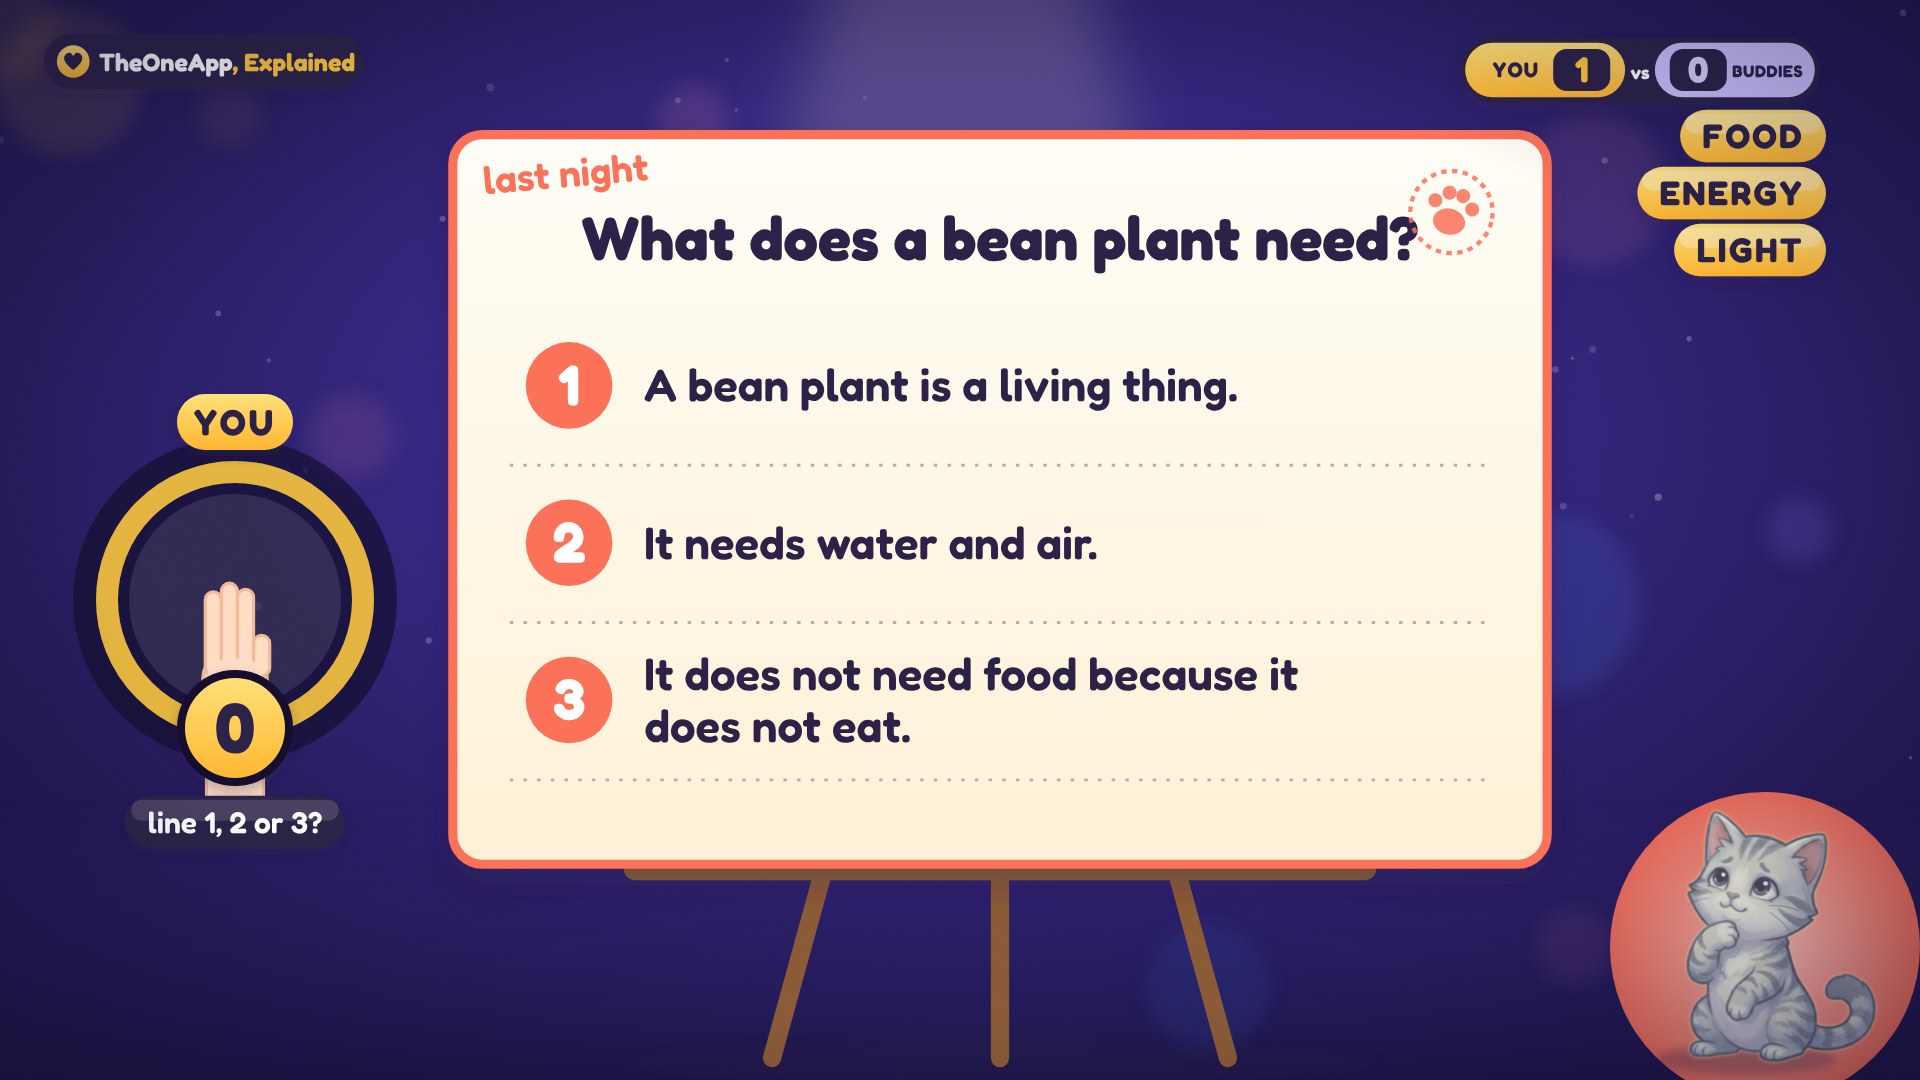 TheOneApp, Explained
YOU 1 vs 0 BUDDIES
FOOD
ENERGY
LIGHT
last night
What does a bean plant need?
1 A bean plant is a living thing.
2 It needs water and air.
3 It does not need food because it
does not eat.
YOU
0
line 1, 2 or 3?